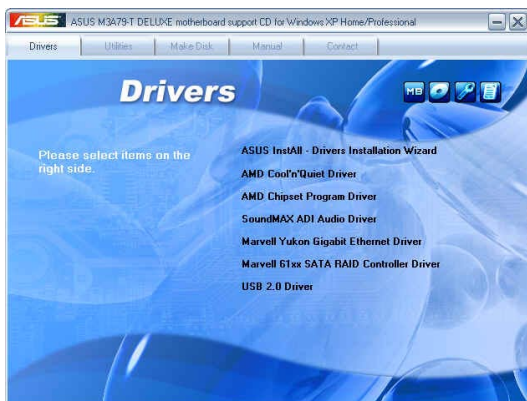 ASUS
ASUS M3A79-T DELUXE motherboard support CD for Windows XP Home/Professional
Drivers
Utilities
Make Disk
Manual
Contact
Drivers
MB
Please select items on the
right side.
ASUS InstAll - Drivers Installation Wizard
AMD Cool'n'Quiet Driver
AMD Chipset Program Driver
SoundMAX ADI Audio Driver
Marvell Yukon Gigabit Ethernet Driver
Marvell 61xx SATA RAID Controller Driver
USB 2.0 Driver